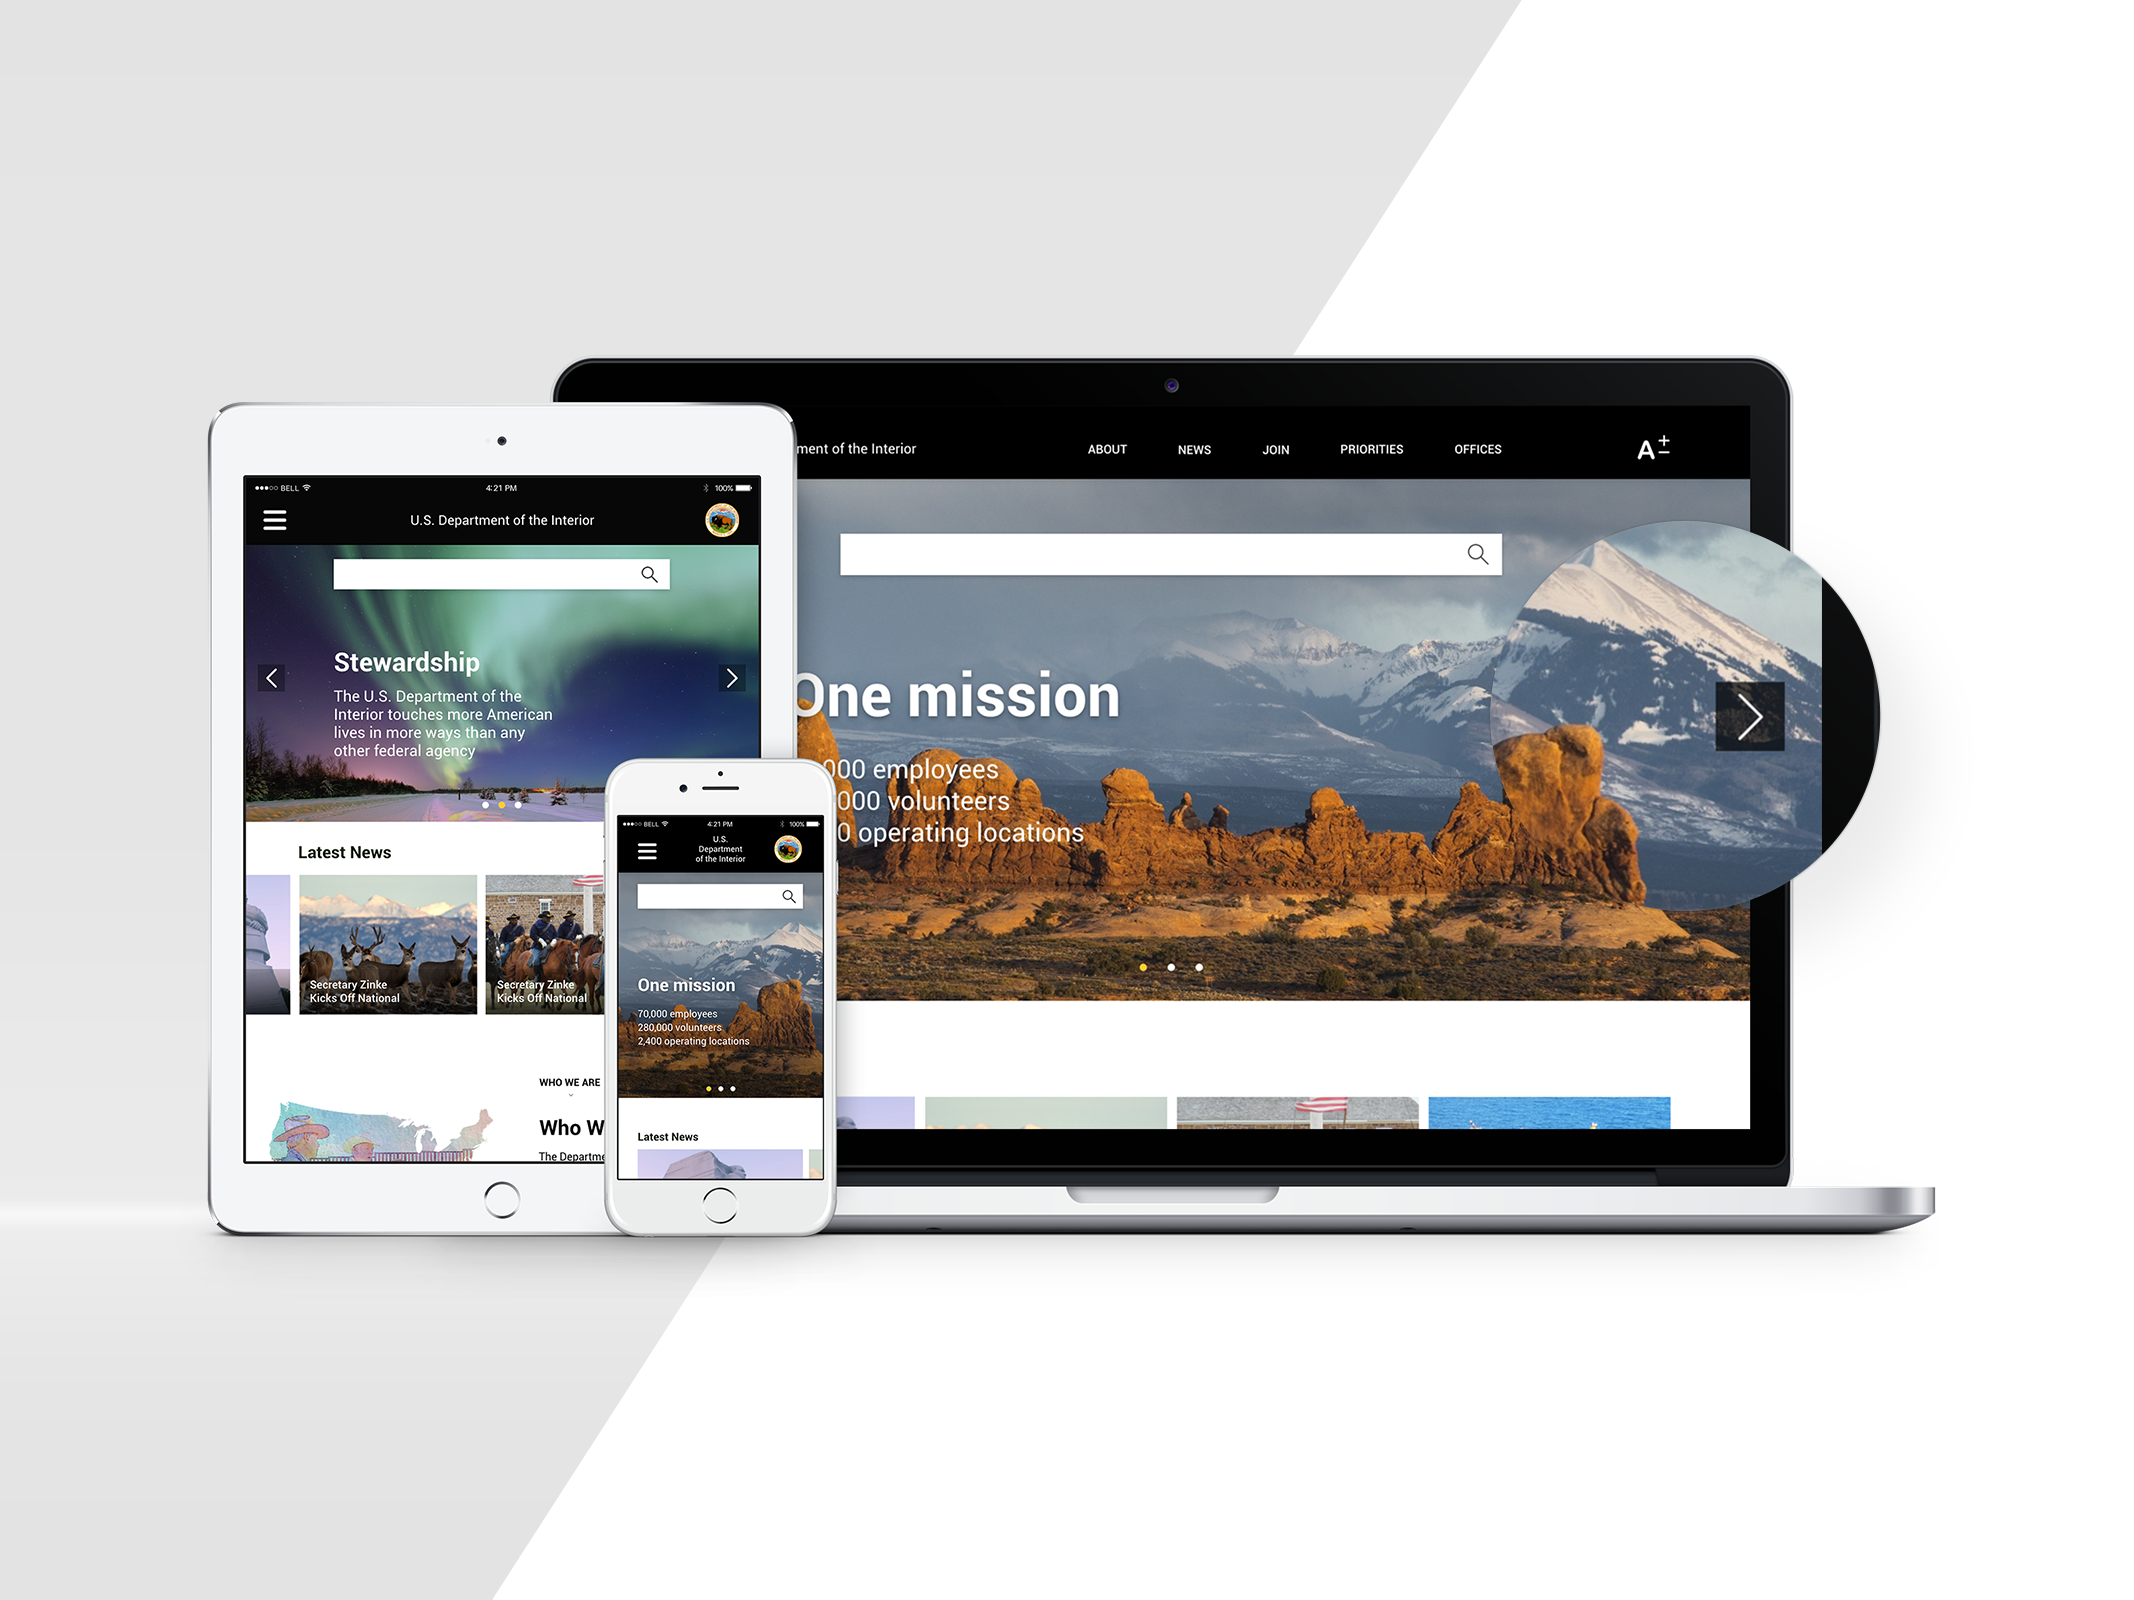 BELL
4:21 PM
100%
U.S. Department of the Interior
Stewardship
The U.S. Department of the
Interior touches more American
lives in more ways than any
other federal agency
Latest News
Secretary Zinke
Kicks Off National
Secretary Zinke
Kicks Off National
WHO WE ARE
Who W
The Departme
BELL
4:21 PM
100%
U.S.
Department
of the Interior
One mission
70,000 employees
280,000 volunteers
2,400 operating locations
Latest News
ment of the Interior
ABOUT
NEWS
JOIN
PRIORITIES
OFFICES
A+−
One mission
000 employees
000 volunteers
0 operating locations